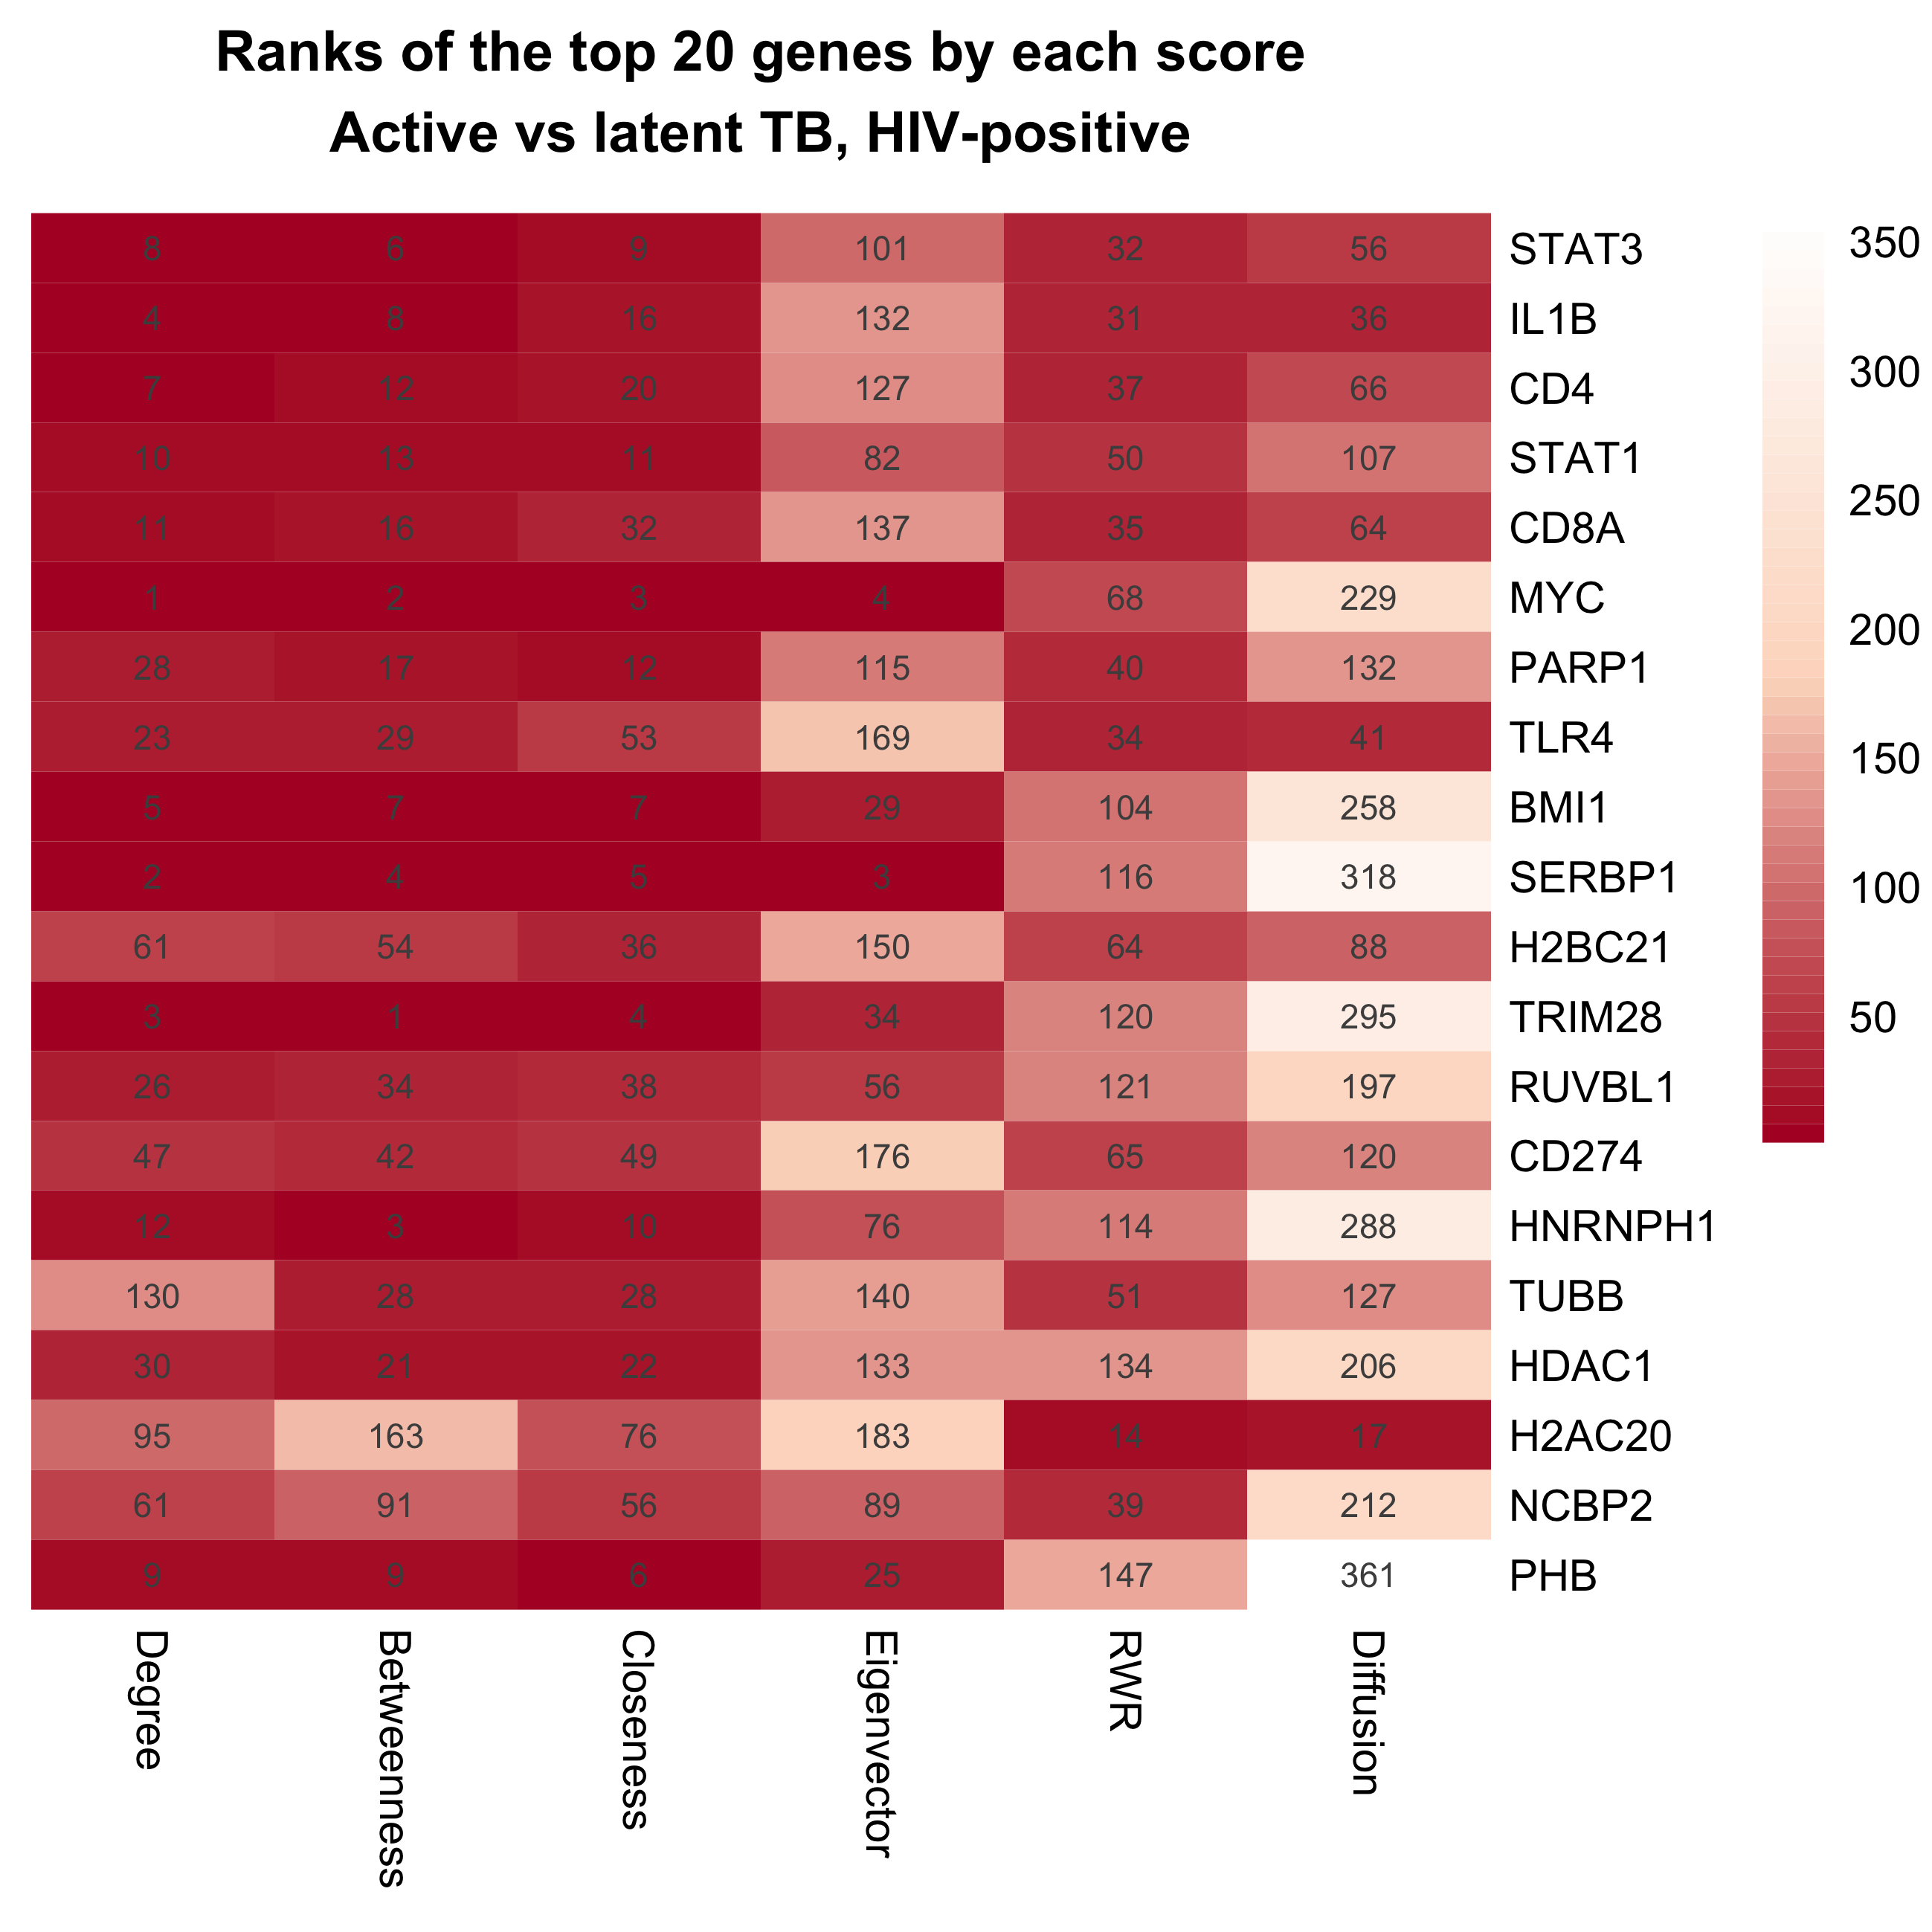 Ranks of the top 20 genes by each score
Active vs latent TB, HIV-positive
8 6 9 101 32 56 STAT3
4 8 16 132 31 36 IL1B
7 12 20 127 37 66 CD4
10 13 11 82 50 107 STAT1
11 16 32 137 35 64 CD8A
1 2 3 4 68 229 MYC
28 17 12 115 40 132 PARP1
23 29 53 169 34 41 TLR4
5 7 7 29 104 258 BMI1
2 4 5 3 116 318 SERBP1
61 54 36 150 64 88 H2BC21
3 1 4 34 120 295 TRIM28
26 34 38 56 121 197 RUVBL1
47 42 49 176 65 120 CD274
12 3 10 76 114 288 HNRNPH1
130 28 28 140 51 127 TUBB
30 21 22 133 134 206 HDAC1
95 163 76 183 14 17 H2AC20
61 91 56 89 39 212 NCBP2
9 9 6 25 147 361 PHB
Degree
Betweenness
Closeness
Eigenvector
RWR
Diffusion
350
300
250
200
150
100
50